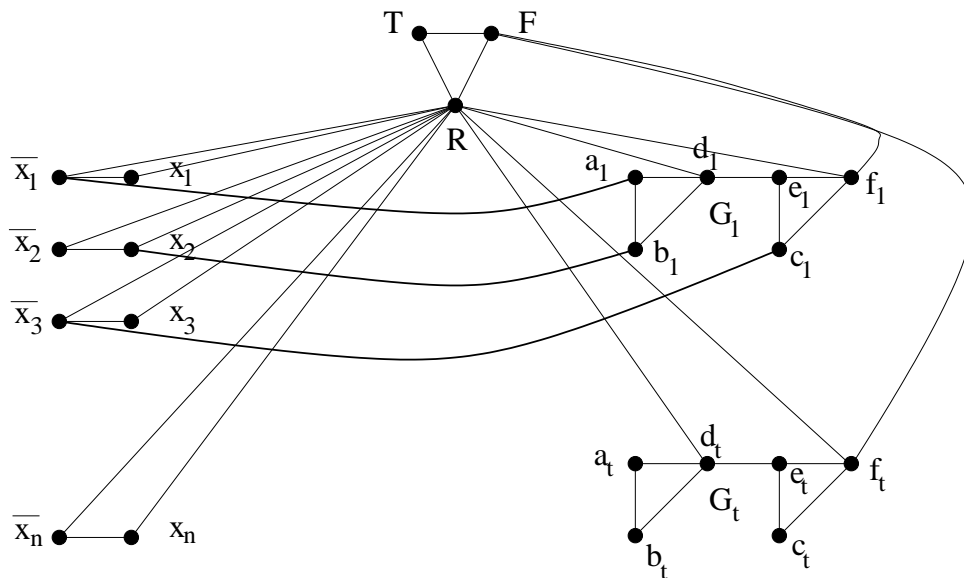 T F
R
x̅₁ x₁ a₁ d₁ e₁ f₁
G₁
x̅₂ x₂ b₁ c₁
x̅₃ x₃
aₜ dₜ eₜ fₜ
Gₜ
x̅ₙ xₙ bₜ cₜ